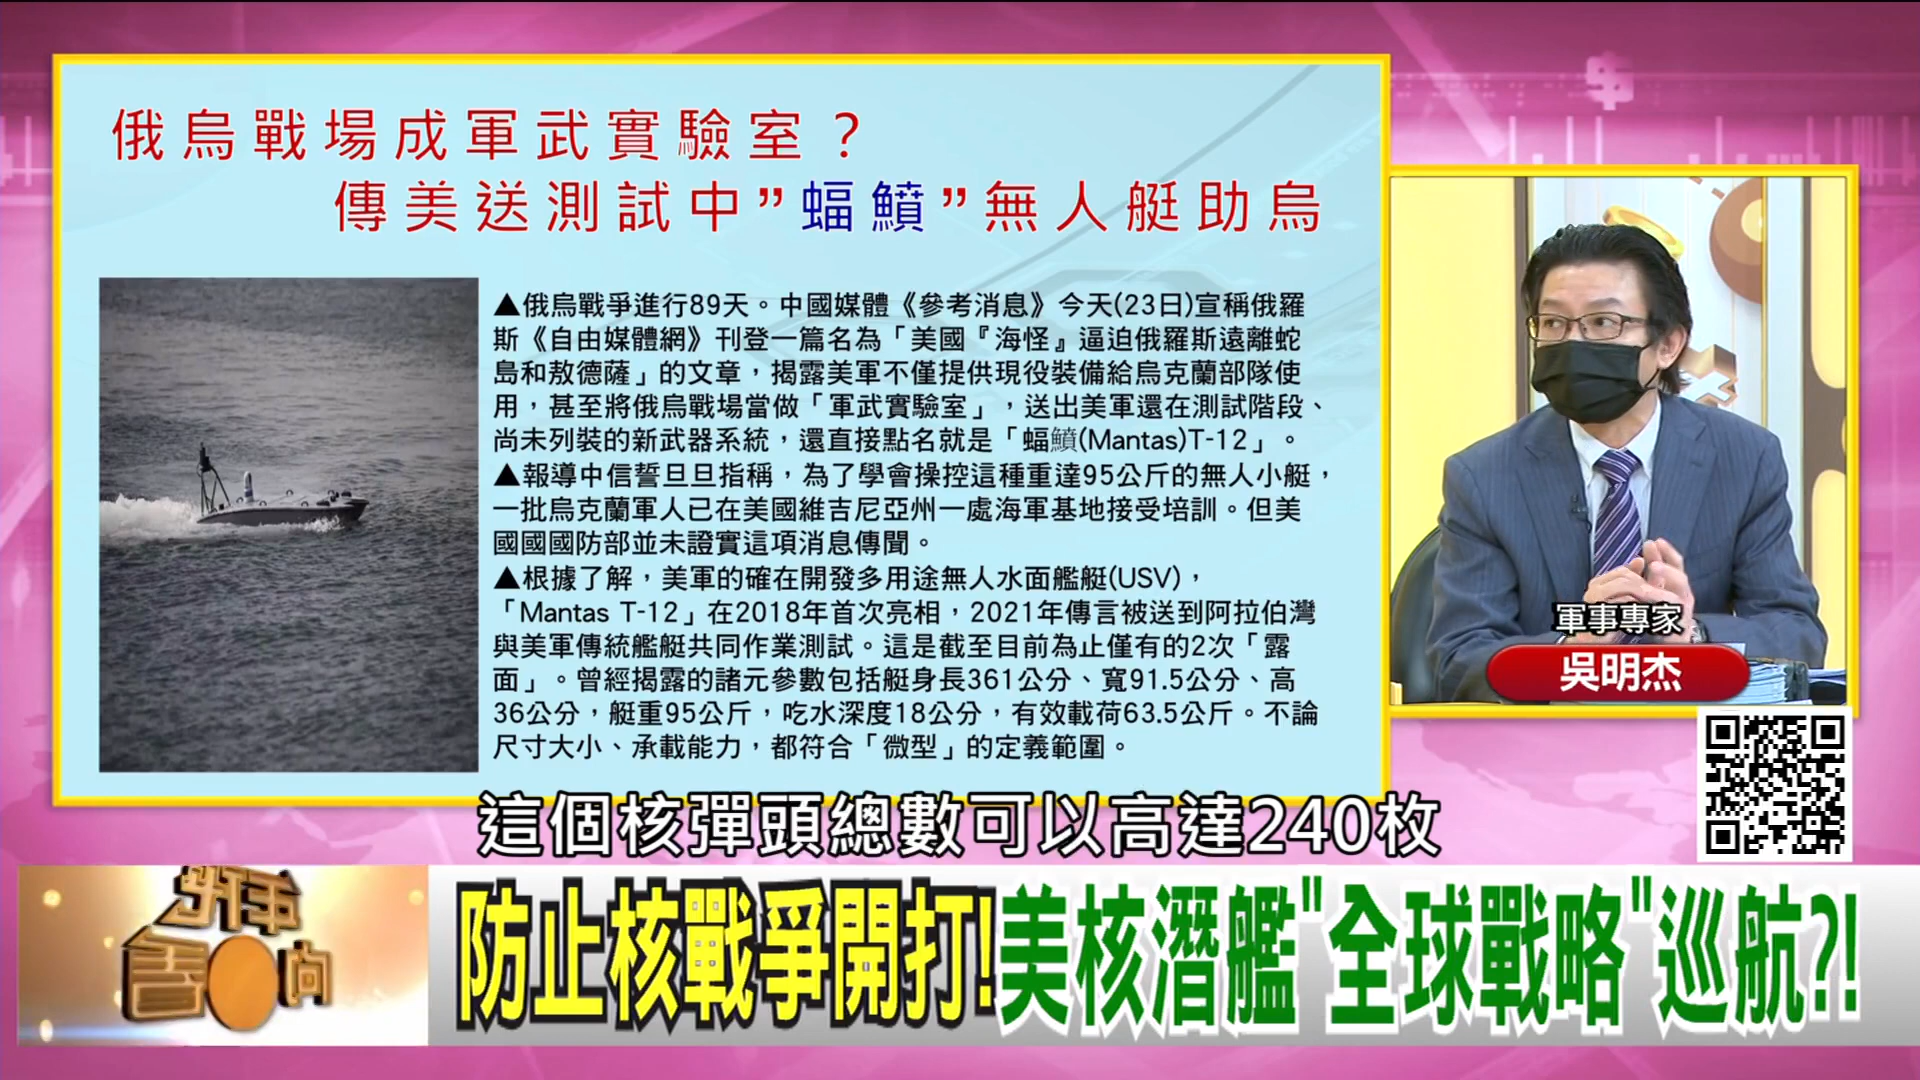 俄烏戰場成軍武實驗室？
傳美送測試中”蝠鱝”無人艇助烏
▲俄烏戰爭進行89天。中國媒體《參考消息》今天(23日)宣稱俄羅
斯《自由媒體網》刊登一篇名為「美國『海怪』逼迫俄羅斯遠離蛇
島和敖德薩」的文章，揭露美軍不僅提供現役裝備給烏克蘭部隊使
用，甚至將俄烏戰場當做「軍武實驗室」，送出美軍還在測試階段、
尚未列裝的新武器系統，還直接點名就是「蝠鱝(Mantas)T-12」。
▲報導中信誓旦旦指稱，為了學會操控這種重達95公斤的無人小艇，
一批烏克蘭軍人已在美國維吉尼亞州一處海軍基地接受培訓。但美
國國防部並未證實這項消息傳聞。
▲根據了解，美軍的確在開發多用途無人水面艦艇(USV)，
「Mantas T-12」在2018年首次亮相，2021年傳言被送到阿拉伯灣
與美軍傳統艦艇共同作業測試。這是截至目前為止僅有的2次「露
面」。曾經揭露的諸元參數包括艇身長361公分、寬91.5公分、高
36公分，艇重95公斤，吃水深度18公分，有效載荷63.5公斤。不論
尺寸大小、承載能力，都符合「微型」的定義範圍。
軍事專家
吳明杰
這個核彈頭總數可以高達240枚
防止核戰爭開打!美核潛艦"全球戰略"巡航?!